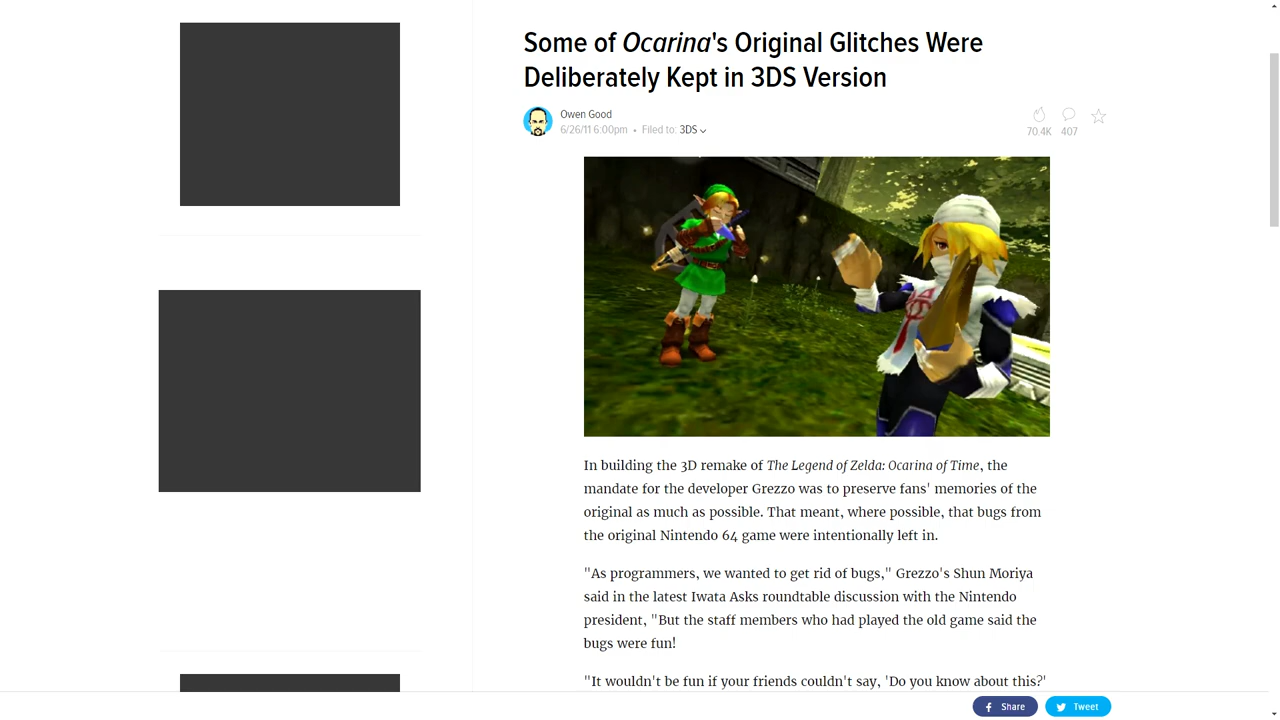 Some of Ocarina's Original Glitches Were
Deliberately Kept in 3DS Version
Owen Good
6/26/11 6:00pm • Filed to: 3DS
70.4K 407
In building the 3D remake of The Legend of Zelda: Ocarina of Time, the
mandate for the developer Grezzo was to preserve fans' memories of the
original as much as possible. That meant, where possible, that bugs from
the original Nintendo 64 game were intentionally left in.
"As programmers, we wanted to get rid of bugs," Grezzo's Shun Moriya
said in the latest Iwata Asks roundtable discussion with the Nintendo
president, "But the staff members who had played the old game said the
bugs were fun!
"It wouldn't be fun if your friends couldn't say, 'Do you know about this?'
Share Tweet